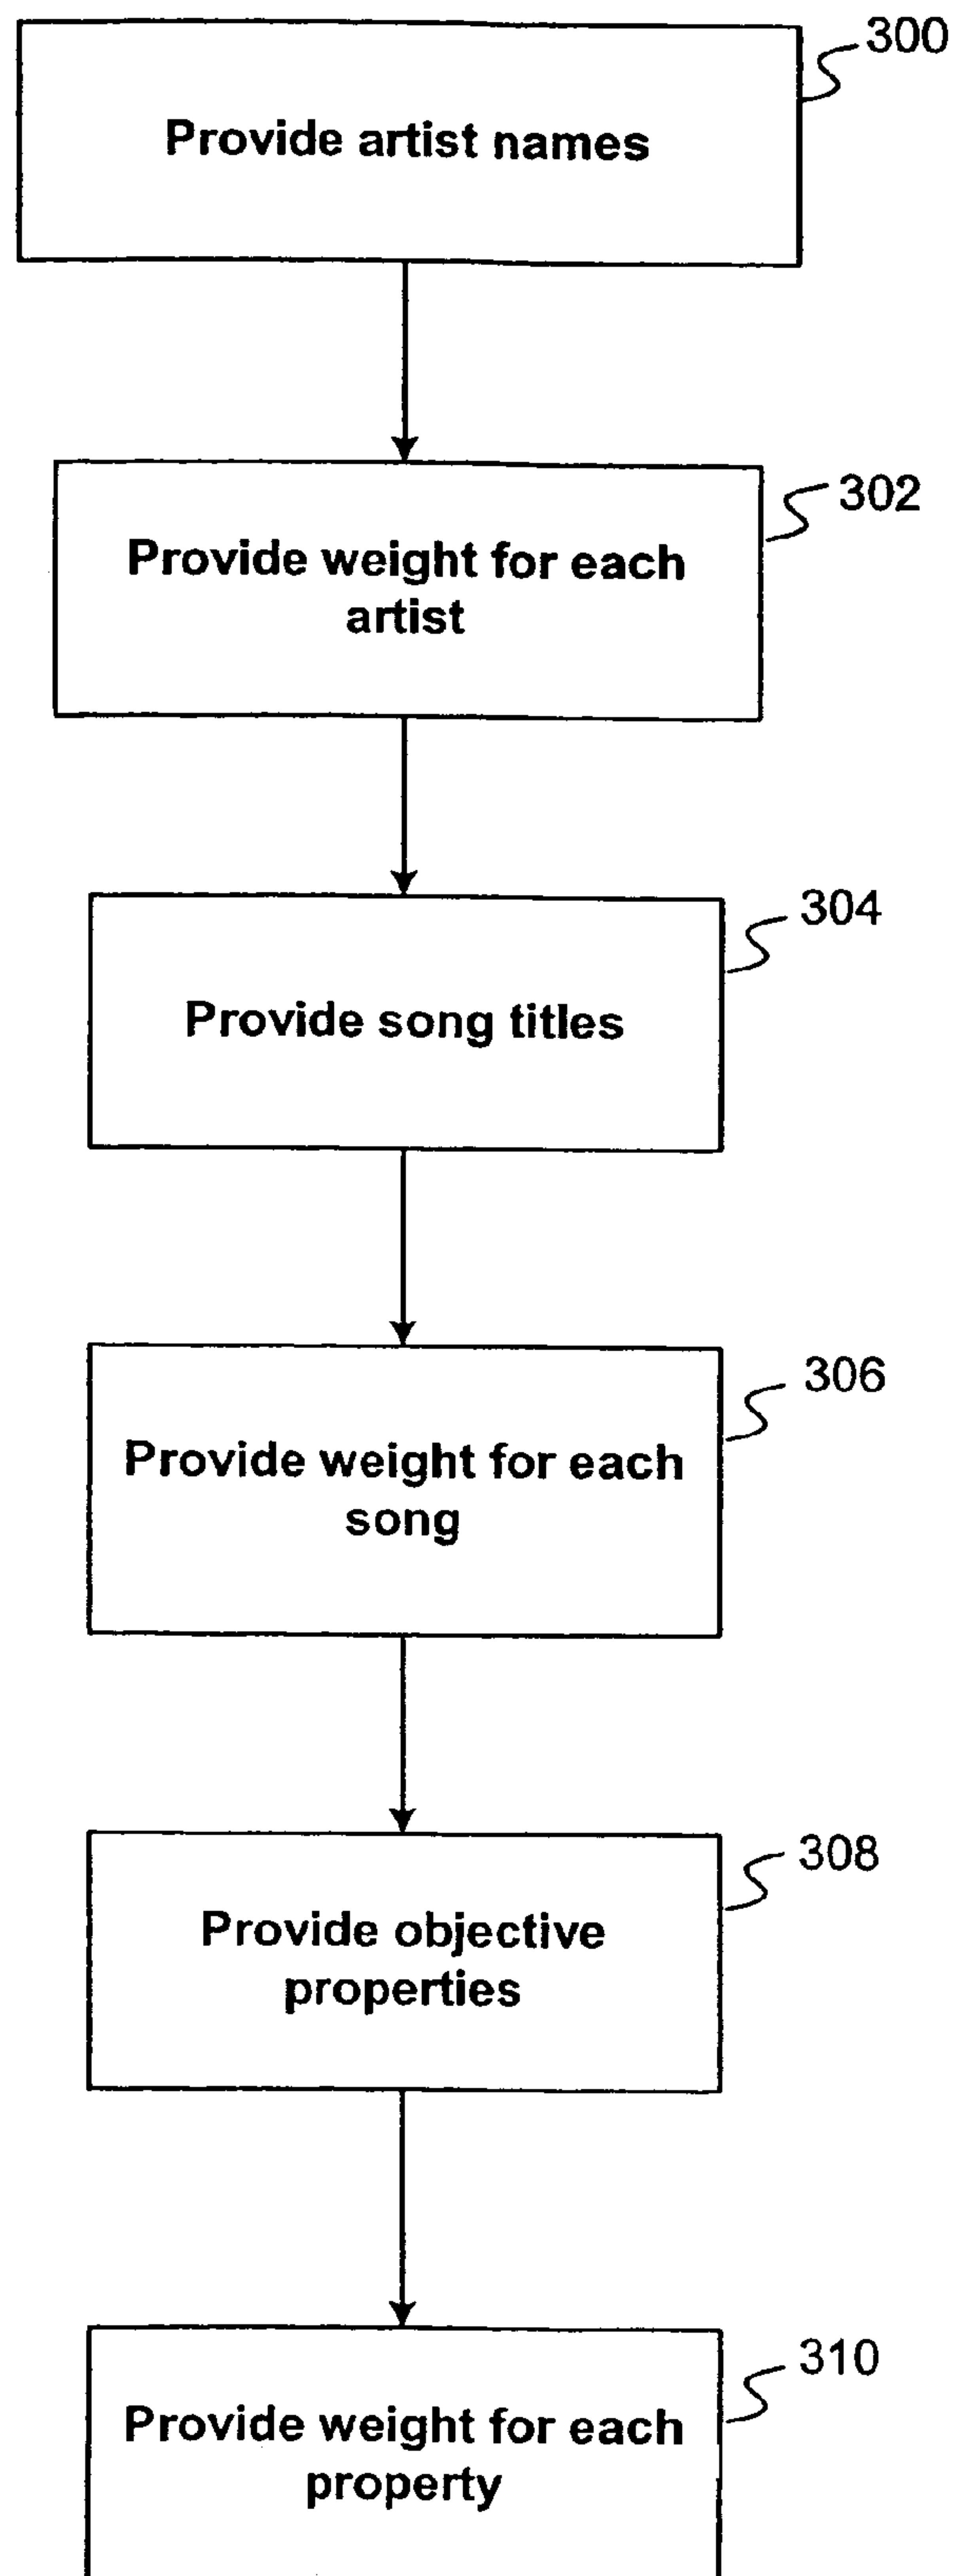 300
Provide artist names
302
Provide weight for each
artist
304
Provide song titles
306
Provide weight for each
song
308
Provide objective
properties
310
Provide weight for each
property